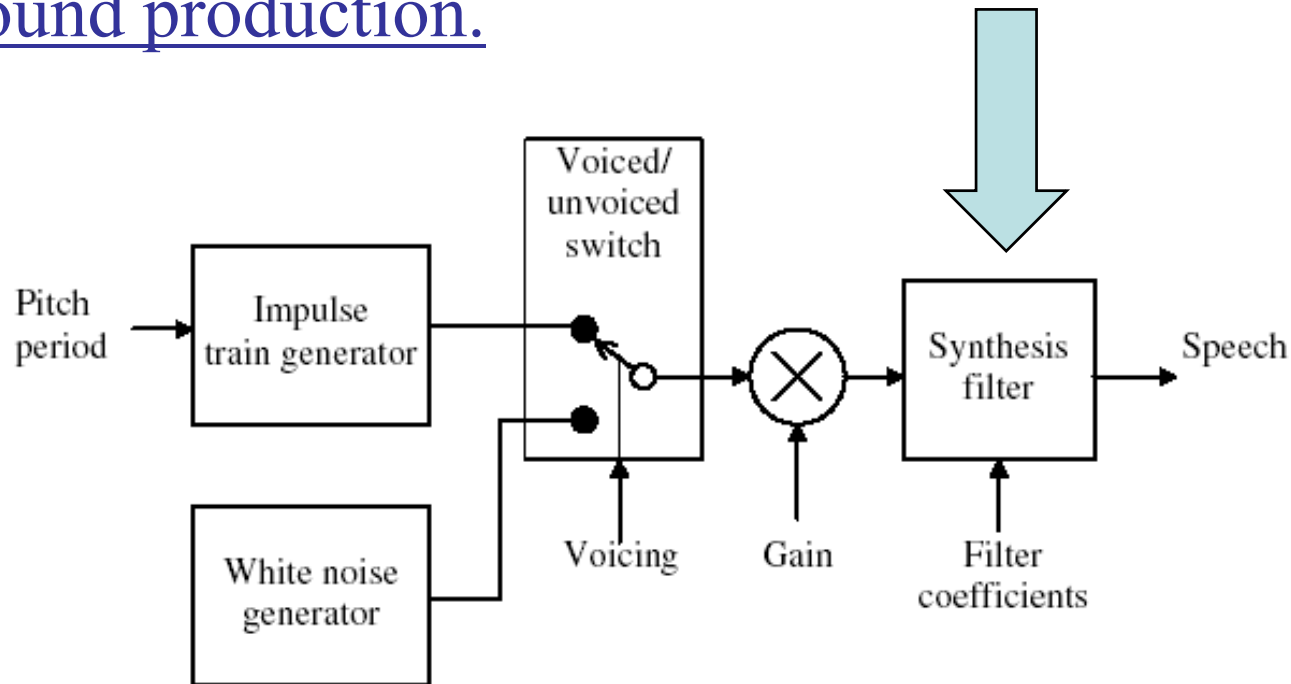 production.
Voiced/
unvoiced
switch
Pitch
period
Impulse
train generator
Synthesis
filter
Speech
Voicing
Gain
Filter
coefficients
White noise
generator